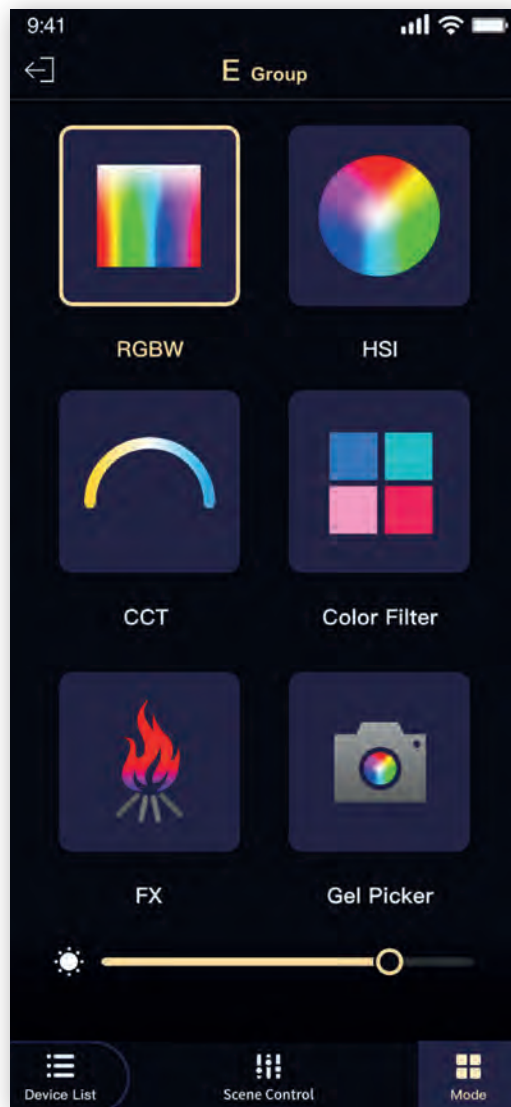 9:41
E Group
RGBW
HSI
CCT
Color Filter
FX
Gel Picker
Device List
Scene Control
Mode